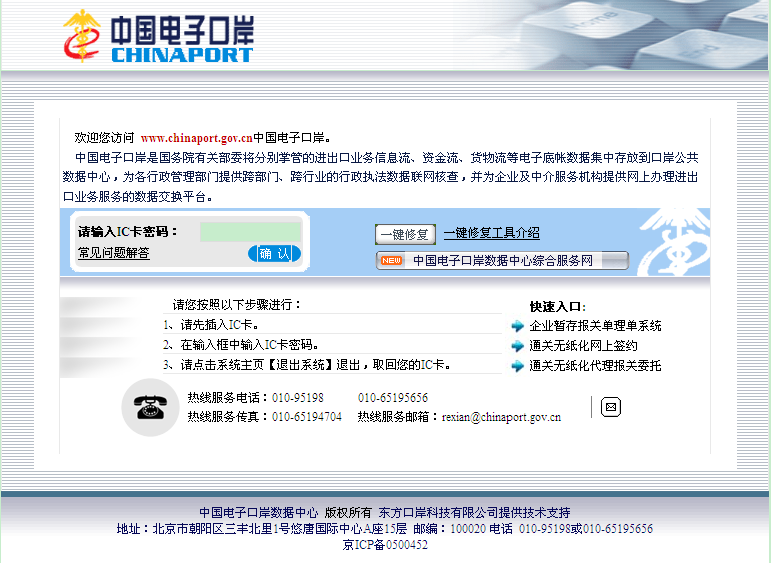 中国电子口岸
CHINAPORT
欢迎您访问 www.chinaport.gov.cn中国电子口岸。
中国电子口岸是国务院有关部委将分别掌管的进出口业务信息流、资金流、货物流等电子底帐数据集中存放到口岸公共
数据中心，为各行政管理部门提供跨部门、跨行业的行政执法数据联网核查，并为企业及中介服务机构提供网上办理进出
口业务服务的数据交换平台。
请输入IC卡密码：
常见问题解答
确 认
一键修复 一键修复工具介绍
NEW 中国电子口岸数据中心综合服务网
请您按照以下步骤进行：
1、请先插入IC卡。
2、在输入框中输入IC卡密码。
3、请点击系统主页【退出系统】退出，取回您的IC卡。
快速入口:
企业暂存报关单理单系统
通关无纸化网上签约
通关无纸化代理报关委托
热线服务电话：010-95198 010-65195656
热线服务传真：010-65194704 热线服务邮箱：rexian@chinaport.gov.cn
中国电子口岸数据中心 版权所有 东方口岸科技有限公司提供技术支持
地址：北京市朝阳区三丰北里1号悠唐国际中心A座15层 邮编：100020 电话 010-95198或010-65195656
京ICP备0500452